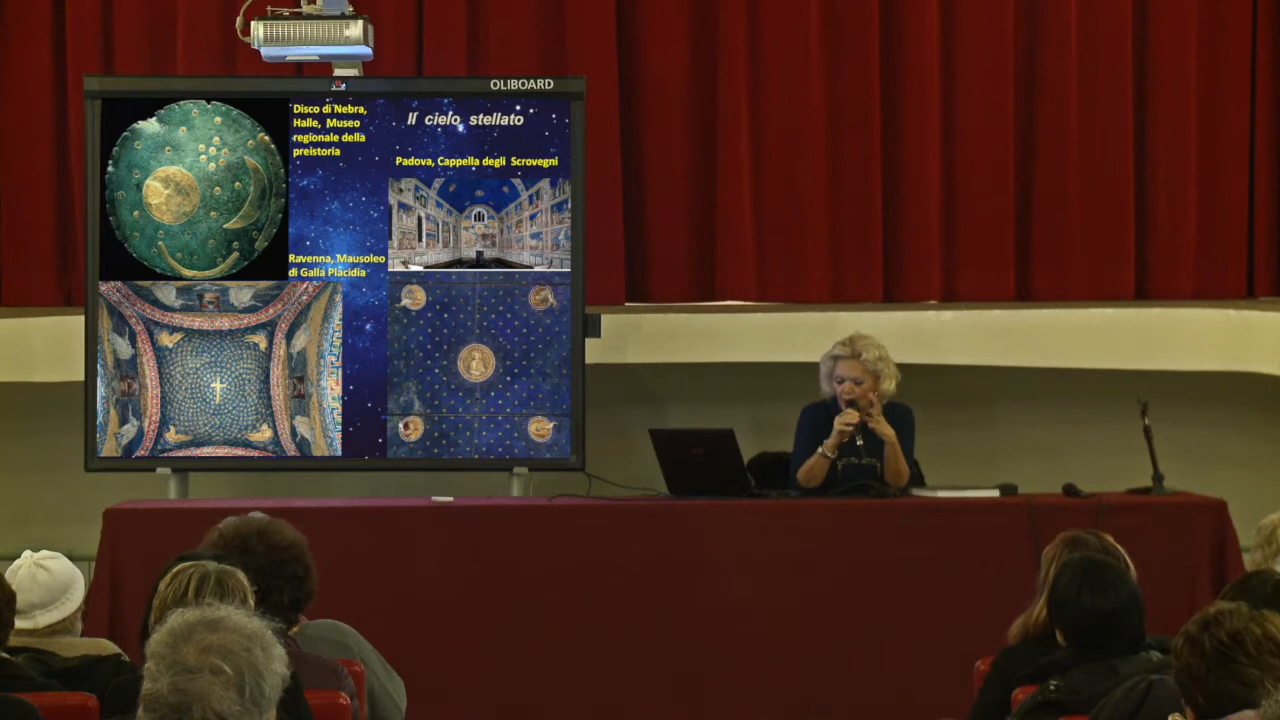 OLIBOARD
Disco di Nebra,
Halle, Museo
regionale della
preistoria
Il cielo stellato
Padova, Cappella degli Scrovegni
Ravenna, Mausoleo
di Galla Placidia